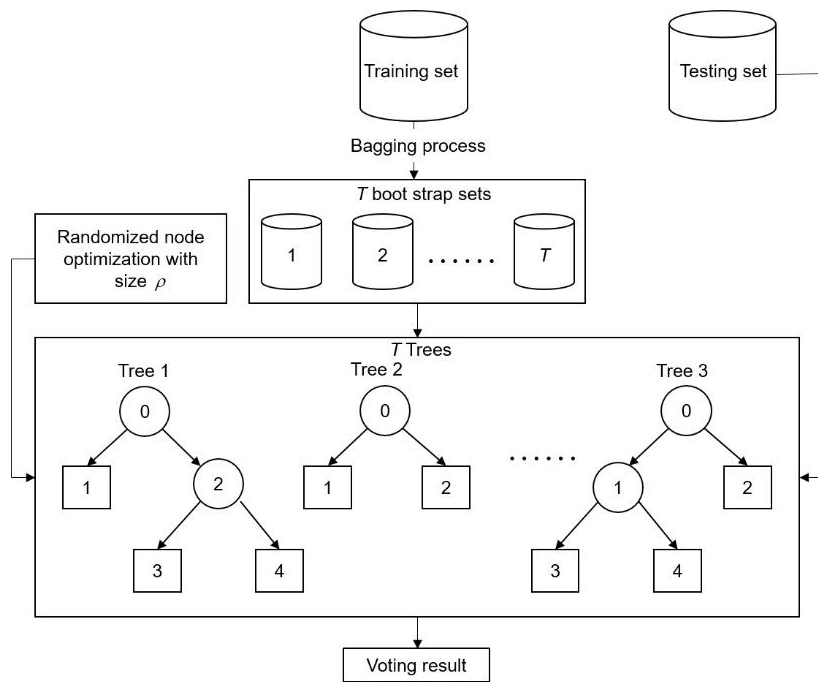 Training set
Testing set
Bagging process
T boot strap sets
1
2
......
T
Randomized node
optimization with
size ρ
T Trees
Tree 1
Tree 2
Tree 3
0
0
0
......
1
2
1
2
1
2
3
4
3
4
Voting result